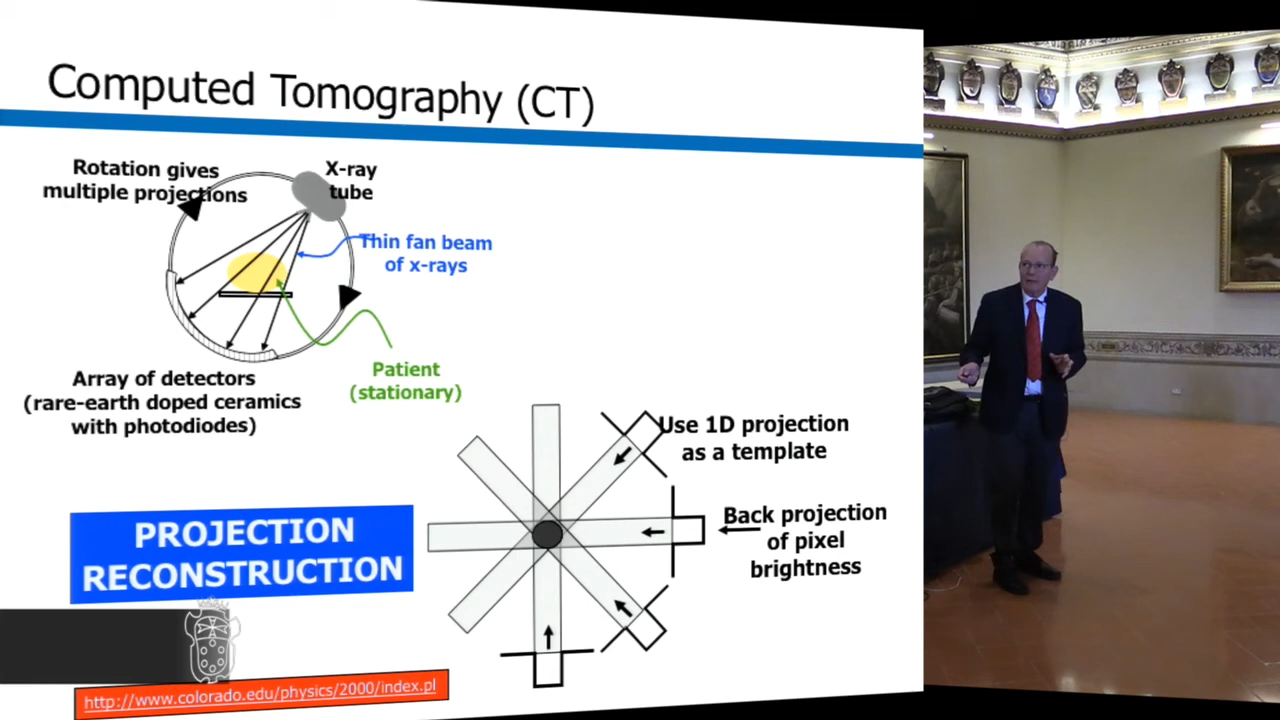 Computed Tomography (CT)
Rotation gives
multiple projections
X-ray
tube
Thin fan beam
of x-rays
Array of detectors
(rare-earth doped ceramics
with photodiodes)
Patient
(stationary)
Use 1D projection
as a template
Back projection
of pixel
brightness
PROJECTION
RECONSTRUCTION
http://www.colorado.edu/physics/2000/index.pl